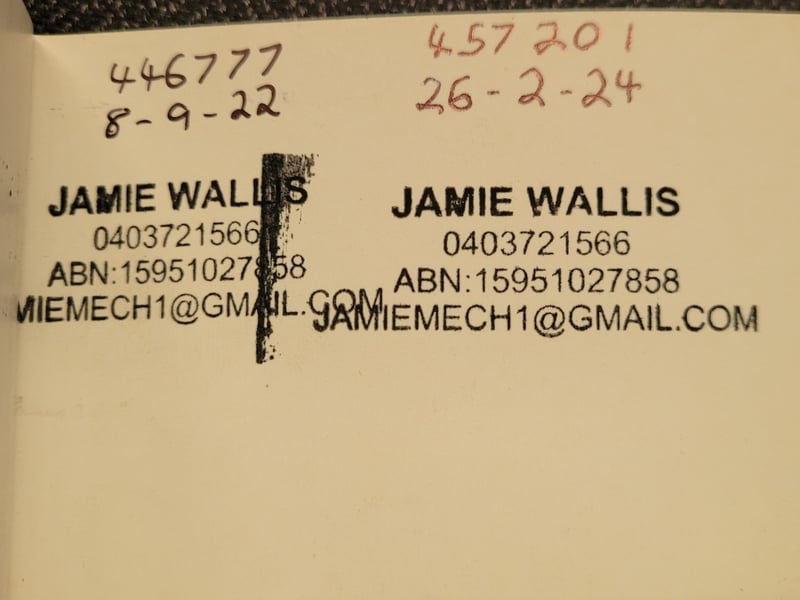 446777
8-9-22
JAMIE WALLIS
0403721566
ABN:15951027858
MIEMECH1@GMAIL.COM
457201
26-2-24
JAMIE WALLIS
0403721566
ABN:15951027858
JAMIEMECH1@GMAIL.COM